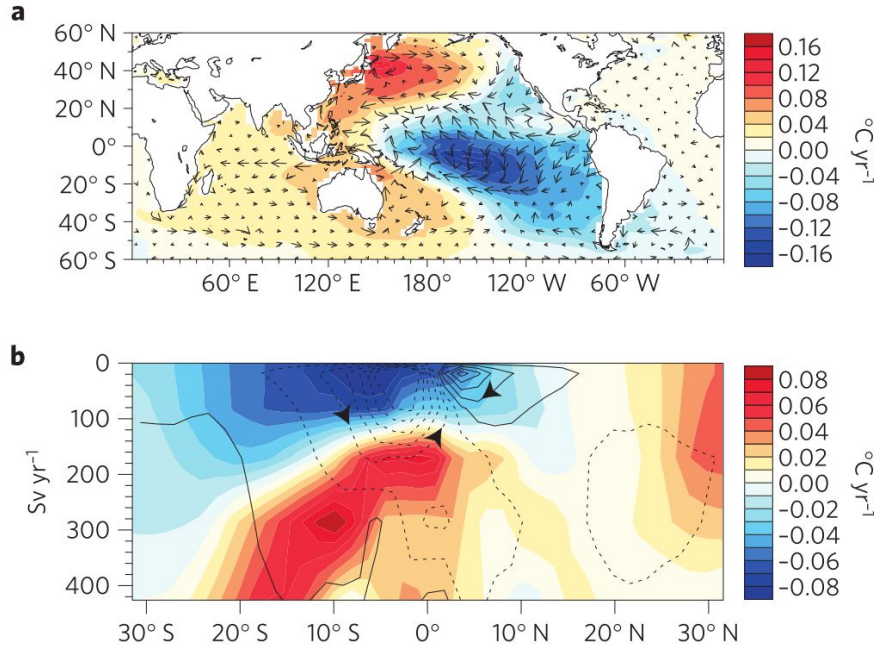 a
60° N
40° N
20° N
0°
20° S
40° S
60° S
60° E 120° E 180° 120° W 60° W
0.16
0.12
0.08
0.04
0.00
−0.04
−0.08
−0.12
−0.16
°C yr⁻¹
b
0
100
200
300
400
Sv yr⁻¹
30° S 20° S 10° S 0° 10° N 20° N 30° N
0.08
0.06
0.04
0.02
0.00
−0.02
−0.04
−0.06
−0.08
°C yr⁻¹